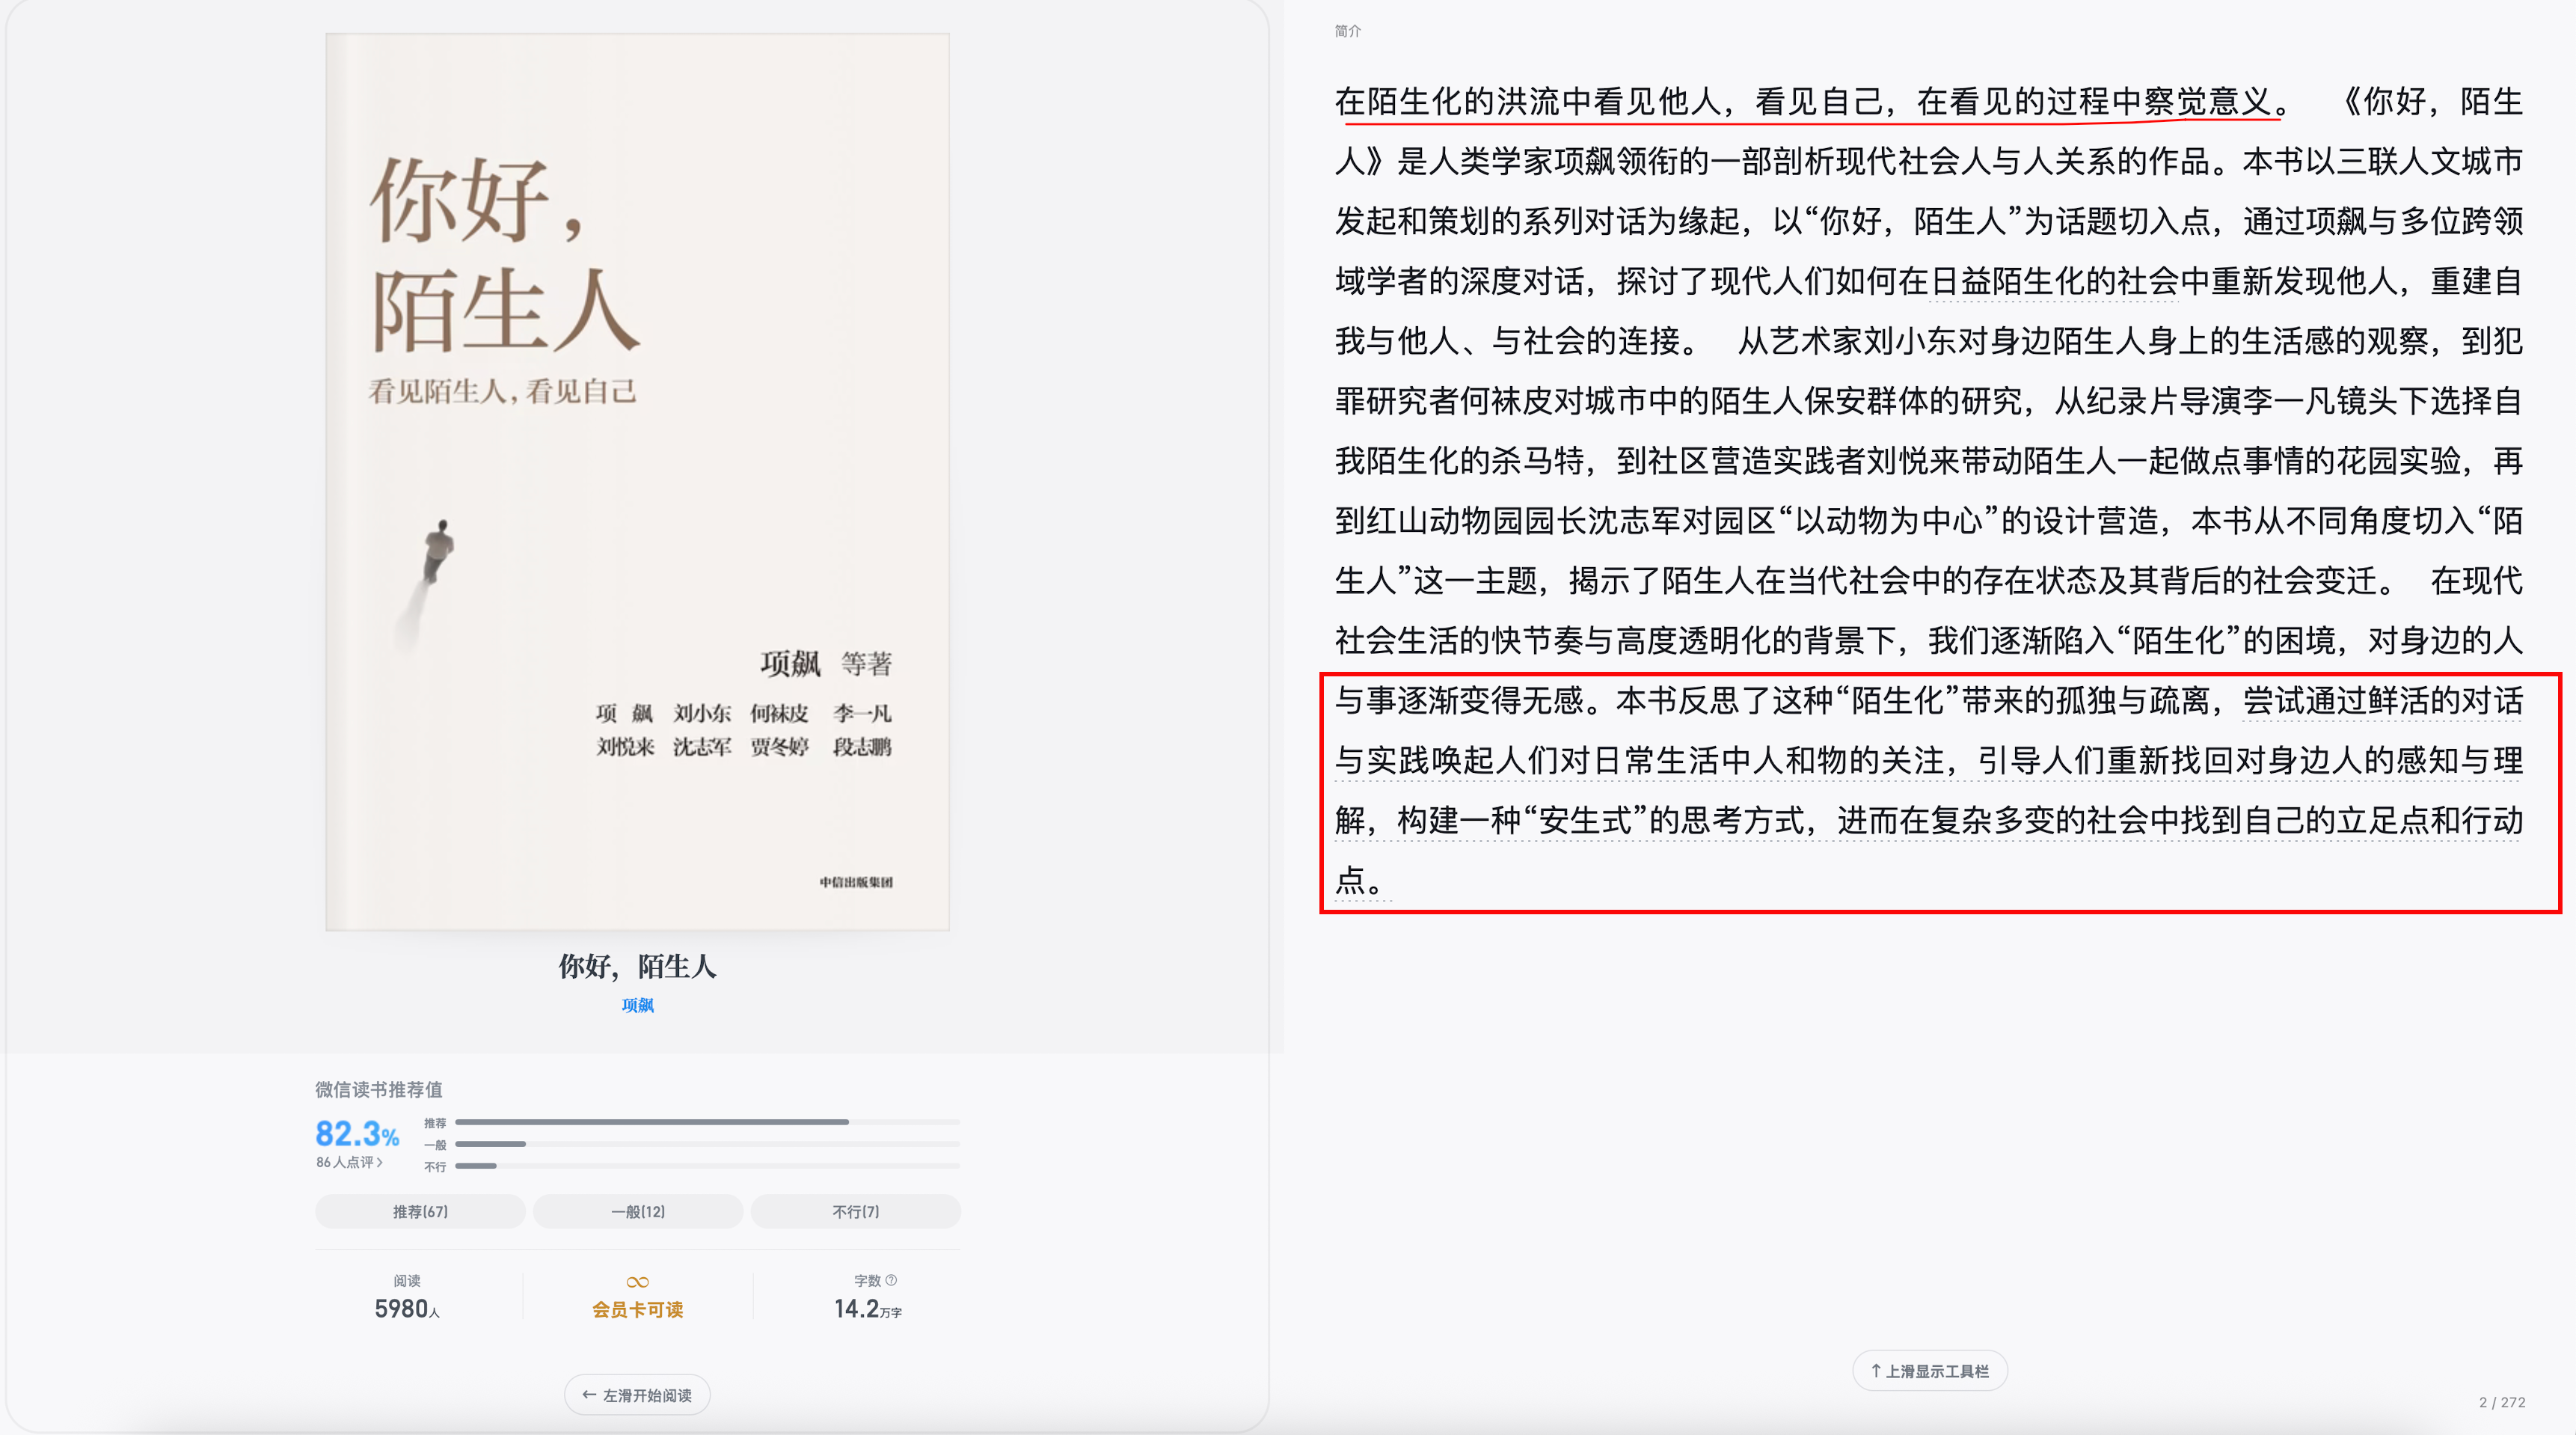 你好，
陌生人
看见陌生人，看见自己
项飙 等著
项 飙 刘小东 何袜皮 李一凡
刘悦来 沈志军 贾冬婷 段志鹏
中信出版集团
你好，陌生人
项飙
微信读书推荐值
82.3%
86人点评 >
推荐
一般
不行
推荐(67) 一般(12) 不行(7)
阅读 ∞ 字数 ?
5980人 会员卡可读 14.2万字
← 左滑开始阅读
简介
在陌生化的洪流中看见他人，看见自己，在看见的过程中察觉意义。 《你好，陌生
人》是人类学家项飙领衔的一部剖析现代社会人与人关系的作品。本书以三联人文城市
发起和策划的系列对话为缘起，以“你好，陌生人”为话题切入点，通过项飙与多位跨领
域学者的深度对话，探讨了现代人们如何在日益陌生化的社会中重新发现他人，重建自
我与他人、与社会的连接。 从艺术家刘小东对身边陌生人身上的生活感的观察，到犯
罪研究者何袜皮对城市中的陌生人保安群体的研究，从纪录片导演李一凡镜头下选择自
我陌生化的杀马特，到社区营造实践者刘悦来带动陌生人一起做点事情的花园实验，再
到红山动物园园长沈志军对园区“以动物为中心”的设计营造，本书从不同角度切入“陌
生人”这一主题，揭示了陌生人在当代社会中的存在状态及其背后的社会变迁。 在现代
社会生活的快节奏与高度透明化的背景下，我们逐渐陷入“陌生化”的困境，对身边的人
与事逐渐变得无感。本书反思了这种“陌生化”带来的孤独与疏离，尝试通过鲜活的对话
与实践唤起人们对日常生活中人和物的关注，引导人们重新找回对身边人的感知与理
解，构建一种“安生式”的思考方式，进而在复杂多变的社会中找到自己的立足点和行动
点。
↑ 上滑显示工具栏
2 / 272